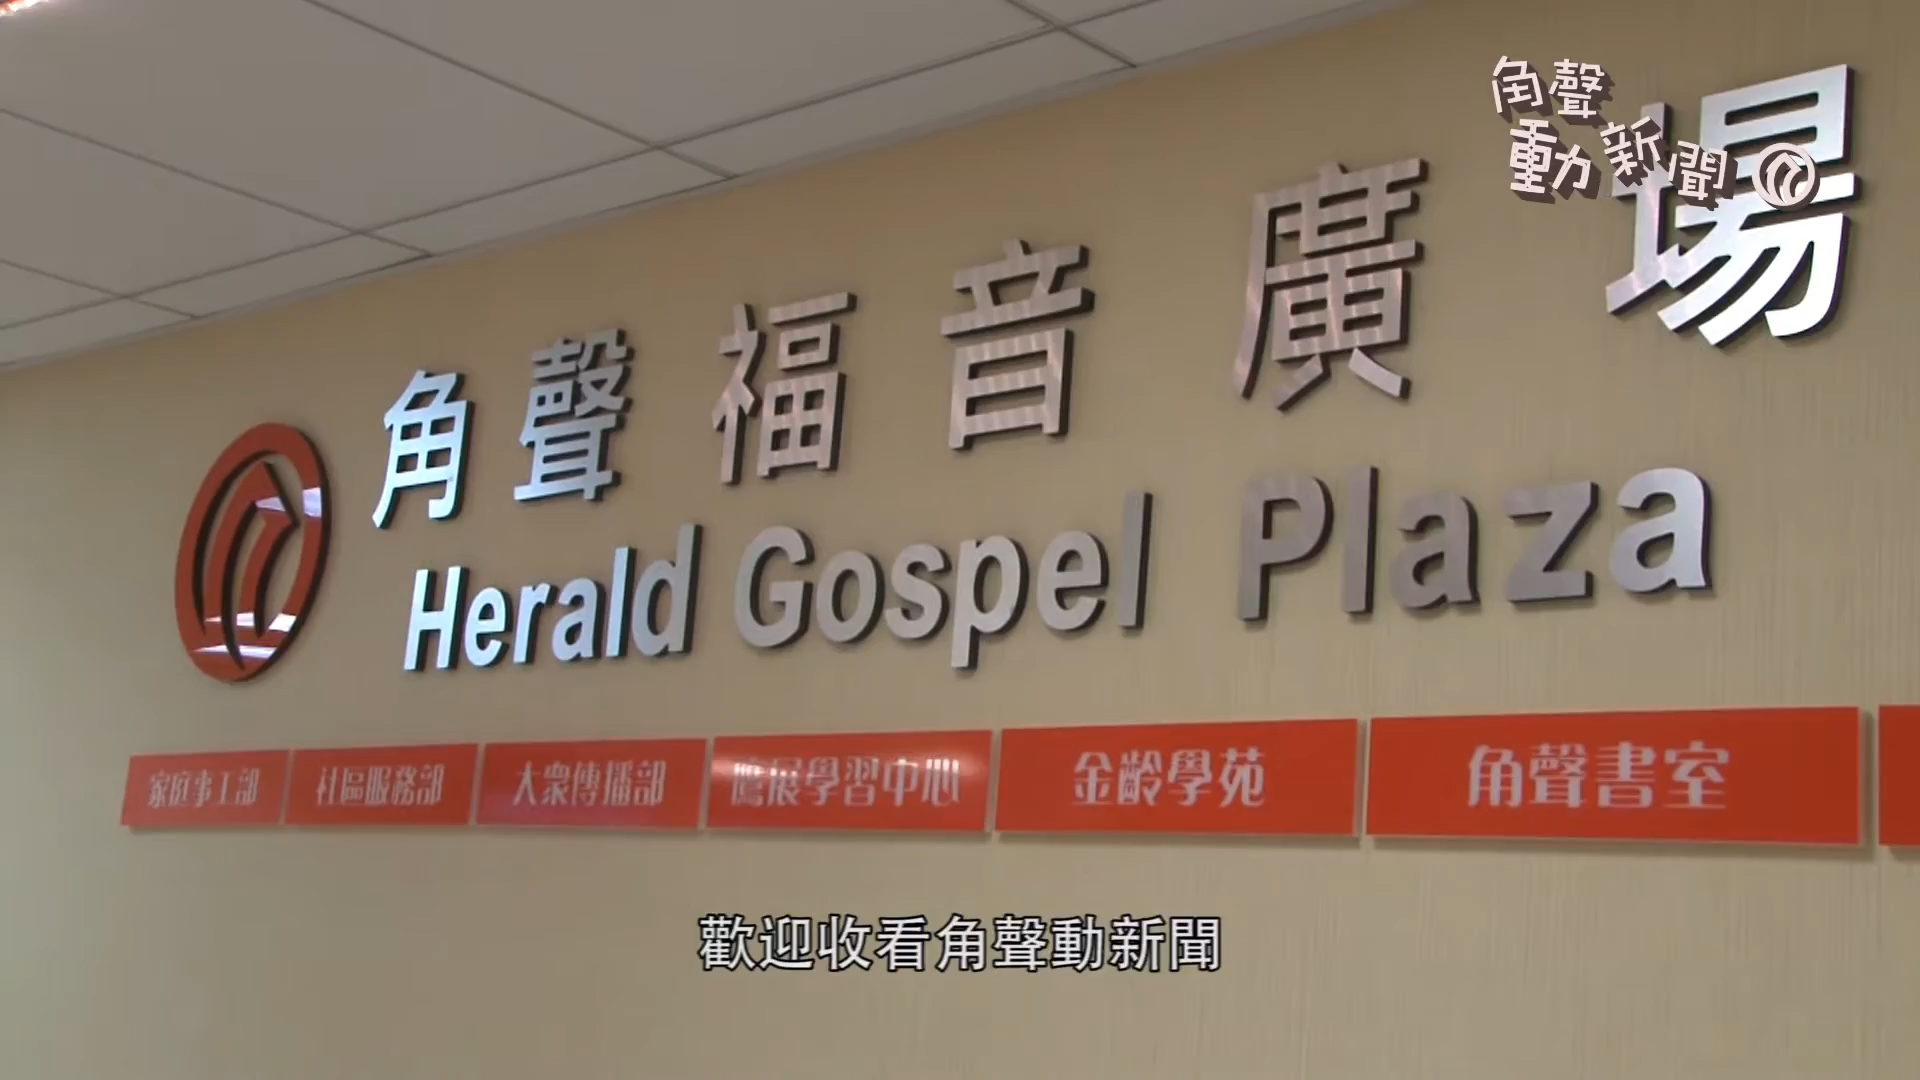 角聲
動新聞
角聲福音廣場
Herald Gospel Plaza
家庭事工部
社區服務部
大眾傳播部
鷹展學習中心
金齡學苑
角聲書室
歡迎收看角聲動新聞